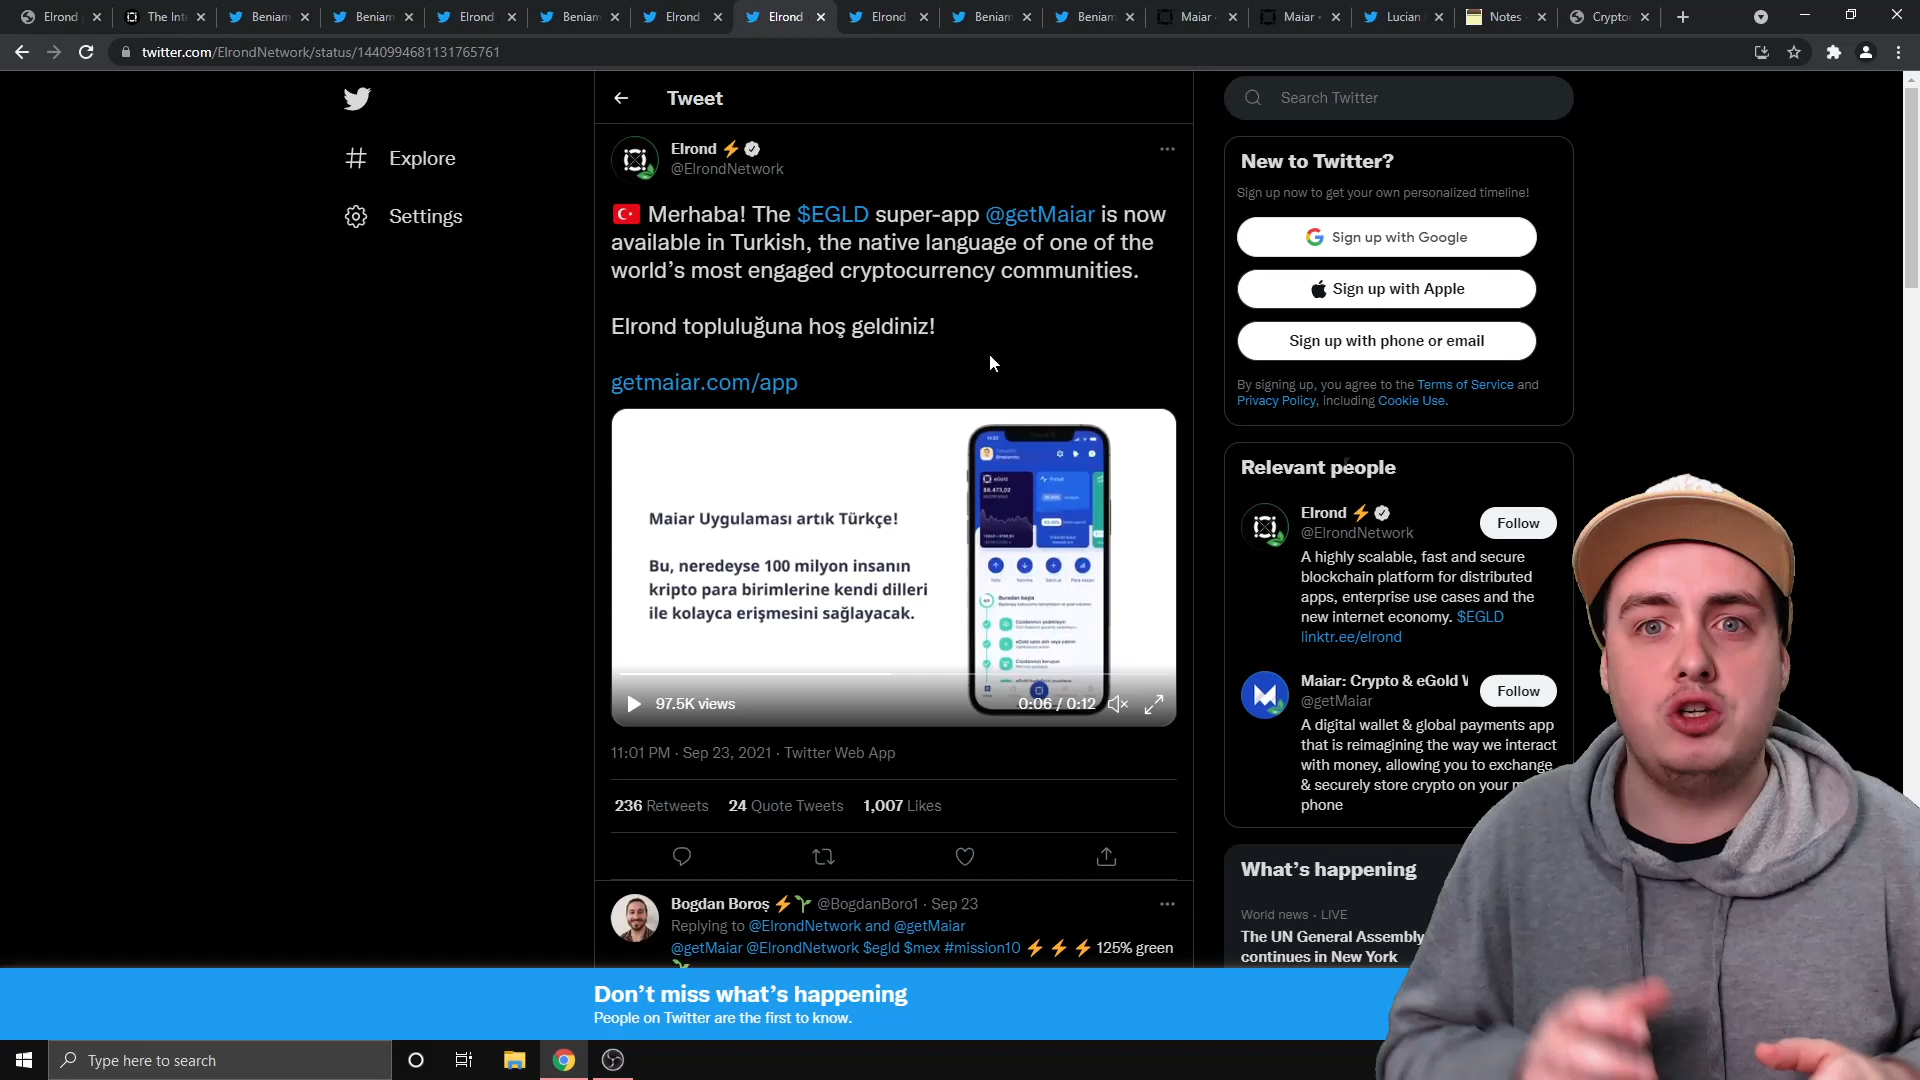 Elrond
The Int
Beniam
Beniam
Elrond
Beniam
Elrond
Elrond
Elrond
Beniam
Beniam
Maiar
Maiar
Lucian
Notes
Crypto
twitter.com/ElrondNetwork/status/1440994681131765761
Explore
Settings
Tweet
Elrond ⚡
@ElrondNetwork
🇹🇷 Merhaba! The $EGLD super-app @getMaiar is now
available in Turkish, the native language of one of the
world’s most engaged cryptocurrency communities.
Elrond topluluğuna hoş geldiniz!
getmaiar.com/app
Maiar Uygulaması artık Türkçe!
Bu, neredeyse 100 milyon insanın
kripto para birimlerine kendi dilleri
ile kolayca erişmesini sağlayacak.
97.5K views
0:06 / 0:12
11:01 PM · Sep 23, 2021 · Twitter Web App
236 Retweets 24 Quote Tweets 1,007 Likes
Bogdan Boroș ⚡🌱 @BogdanBoro1 · Sep 23
Replying to @ElrondNetwork and @getMaiar
@getMaiar @ElrondNetwork $egld $mex #mission10 ⚡ ⚡ ⚡ 125% green
🌱
Search Twitter
New to Twitter?
Sign up now to get your own personalized timeline!
Sign up with Google
Sign up with Apple
Sign up with phone or email
By signing up, you agree to the Terms of Service and
Privacy Policy, including Cookie Use.
Relevant people
Elrond ⚡
@ElrondNetwork
Follow
A highly scalable, fast and secure
blockchain platform for distributed
apps, enterprise use cases and the
new internet economy. $EGLD
linktr.ee/elrond
Maiar: Crypto & eGold
@getMaiar
Follow
A digital wallet & global payments app
that is reimagining the way we interact
with money, allowing you to exchange
& securely store crypto on your
phone
What’s happening
World news · LIVE
The UN General Assembly
continues in New York
Don’t miss what’s happening
People on Twitter are the first to know.
Type here to search